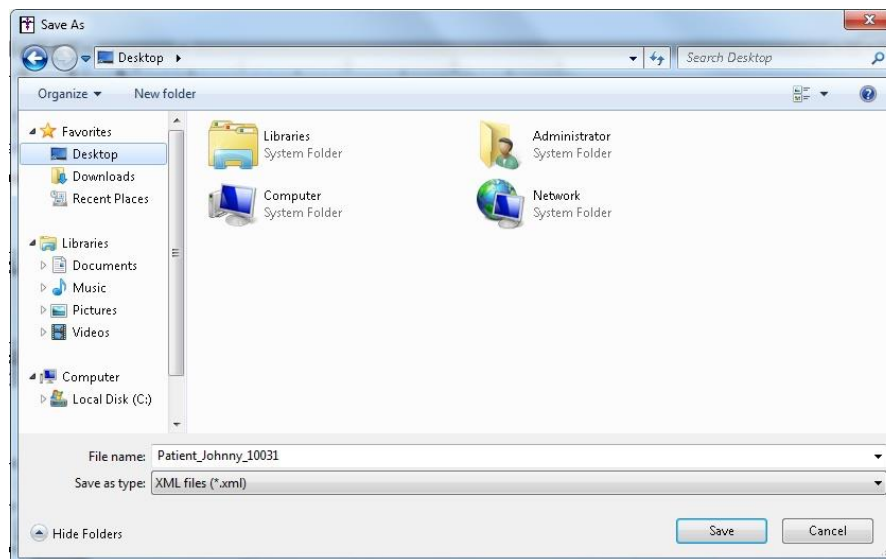 Save As
Desktop
Search Desktop
Organize
New folder
Favorites
Desktop
Downloads
Recent Places
Libraries
Documents
Music
Pictures
Videos
Computer
Local Disk (C:)
Libraries
System Folder
Administrator
System Folder
Computer
System Folder
Network
System Folder
File name: Patient_Johnny_10031
Save as type: XML files (*.xml)
Hide Folders
Save
Cancel